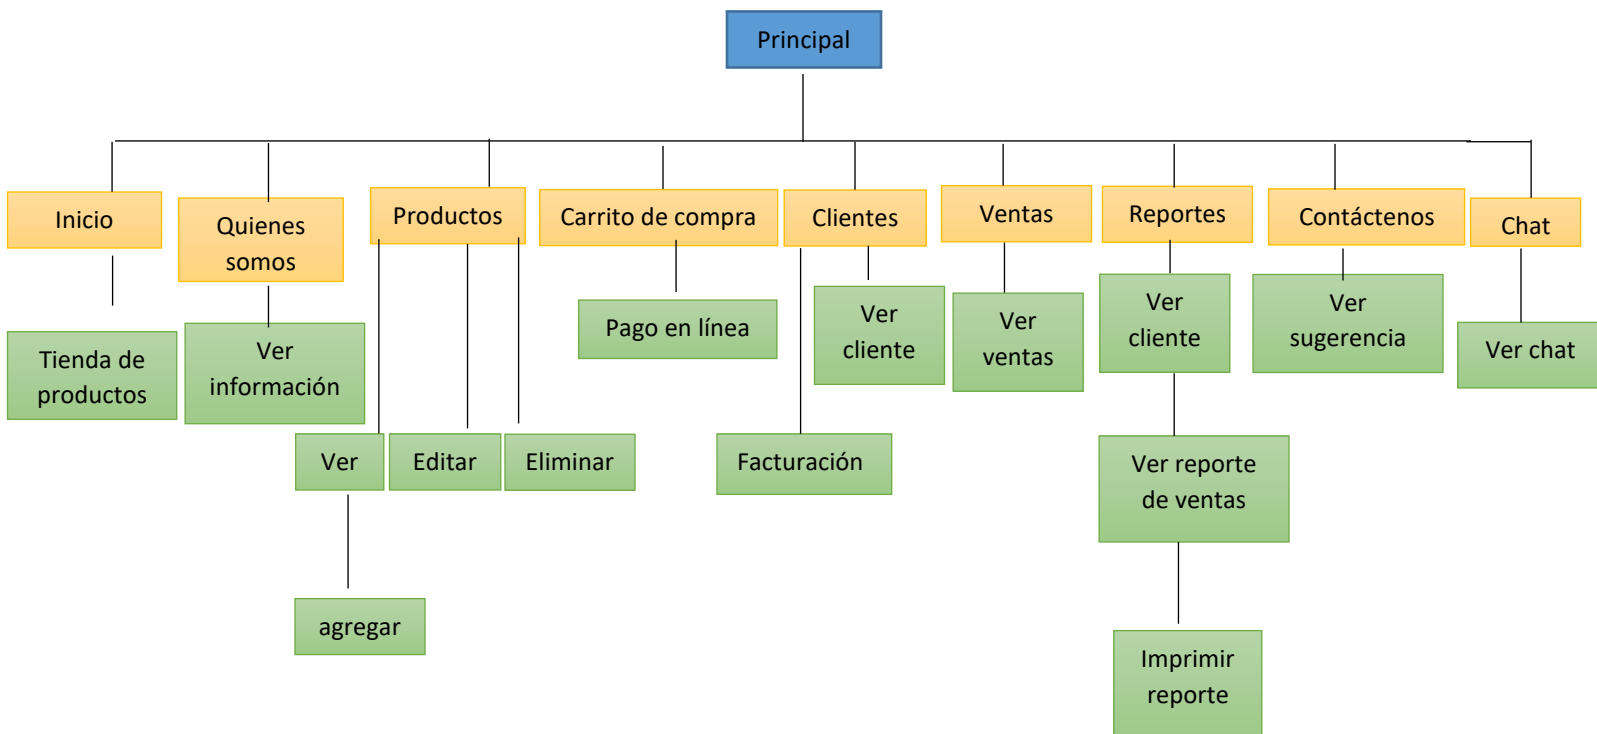 Principal
Inicio
Quienes
somos
Productos
Carrito de compra
Clientes
Ventas
Reportes
Contáctenos
Chat
Tienda de
productos
Ver
información
Pago en línea
Ver
cliente
Ver
ventas
Ver
cliente
Ver
sugerencia
Ver chat
Ver
Editar
Eliminar
Facturación
Ver reporte
de ventas
agregar
Imprimir
reporte